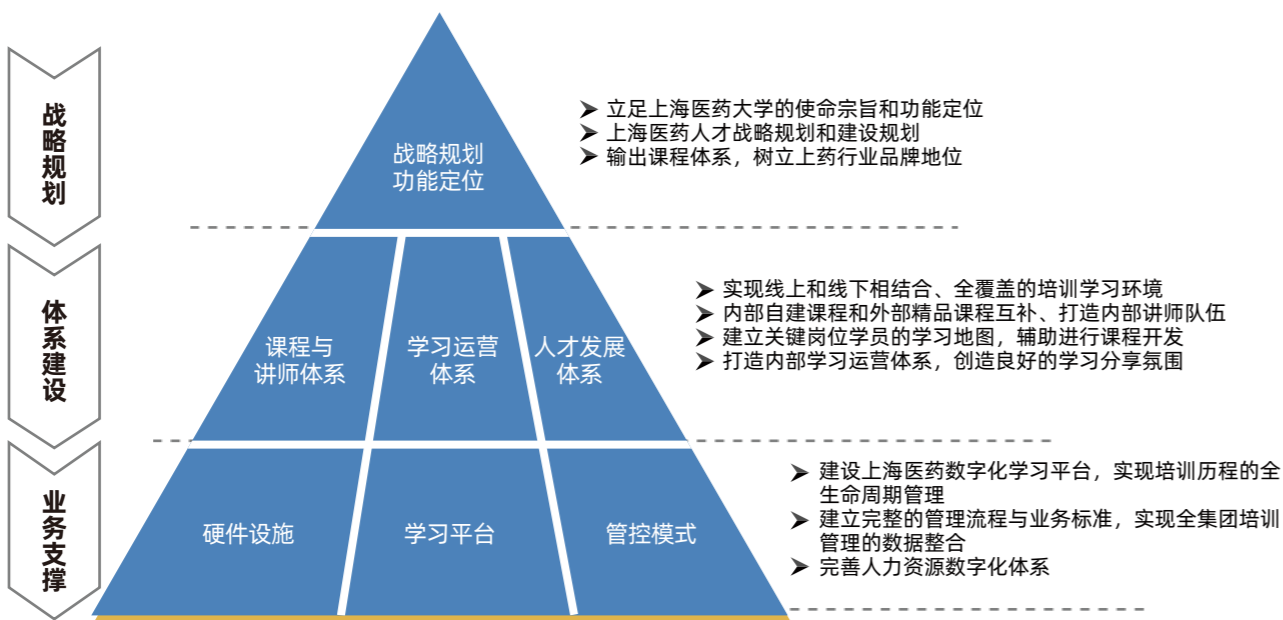 战略规划
战略规划
功能定位
立足上海医药大学的使命宗旨和功能定位
上海医药人才战略规划和建设规划
输出课程体系，树立上药行业品牌地位
体系建设
课程与
讲师体系
学习运营
体系
人才发展
体系
实现线上和线下相结合、全覆盖的培训学习环境
内部自建课程和外部精品课程互补、打造内部讲师队伍
建立关键岗位学员的学习地图，辅助进行课程开发
打造内部学习运营体系，创造良好的学习分享氛围
业务支撑
硬件设施
学习平台
管控模式
建设上海医药数字化学习平台，实现培训历程的全
生命周期管理
建立完整的管理流程与业务标准，实现全集团培训
管理的数据整合
完善人力资源数字化体系